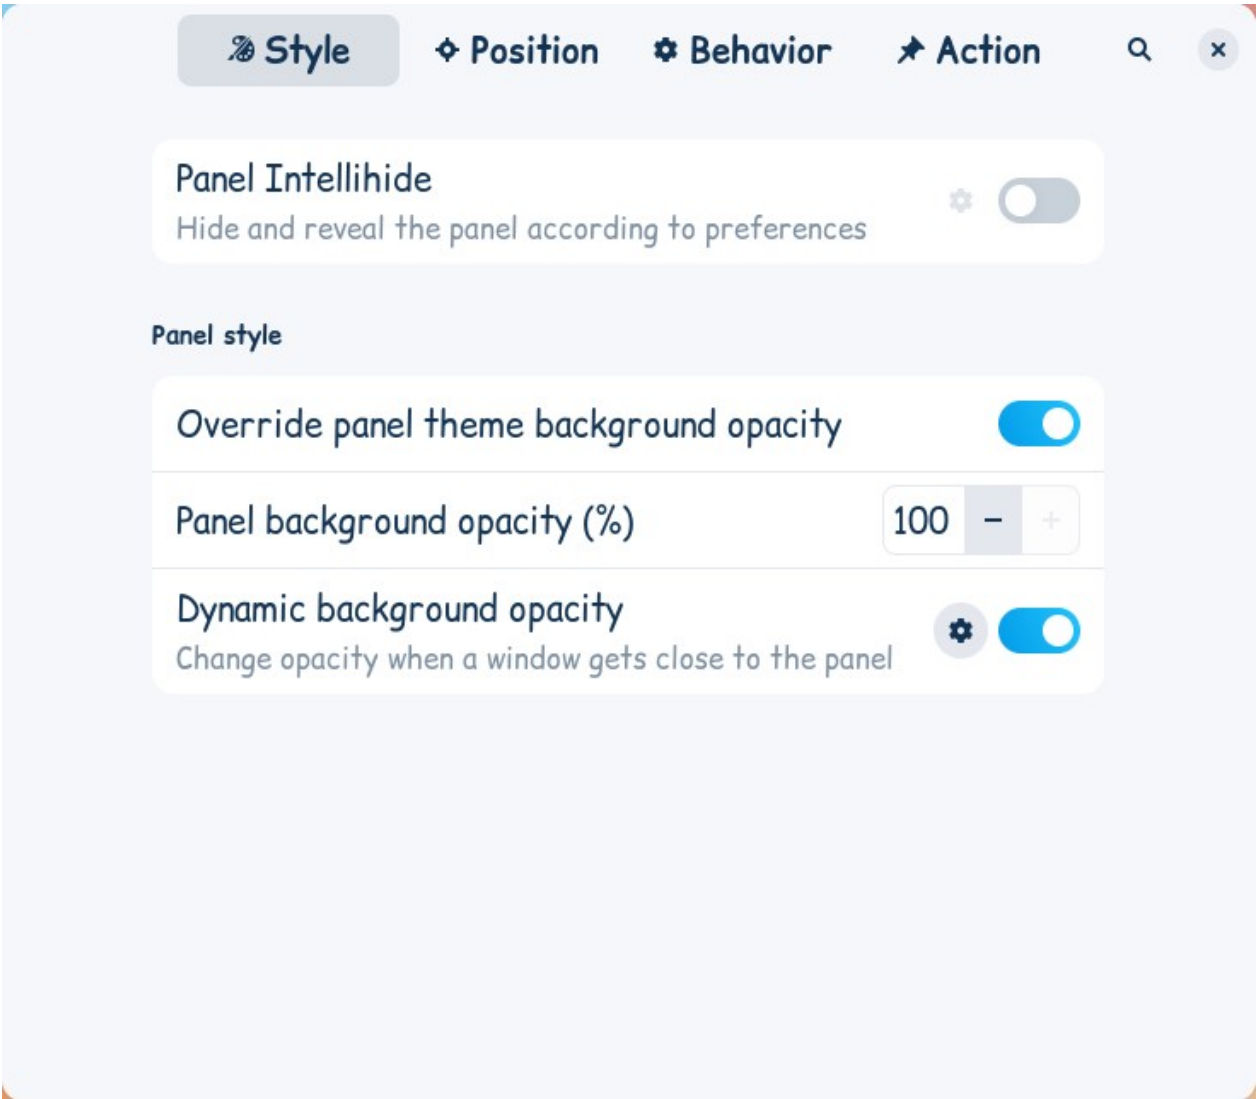 Style Position Behavior Action
Panel Intellihide
Hide and reveal the panel according to preferences
Panel style
Override panel theme background opacity
Panel background opacity (%) 100 − +
Dynamic background opacity
Change opacity when a window gets close to the panel